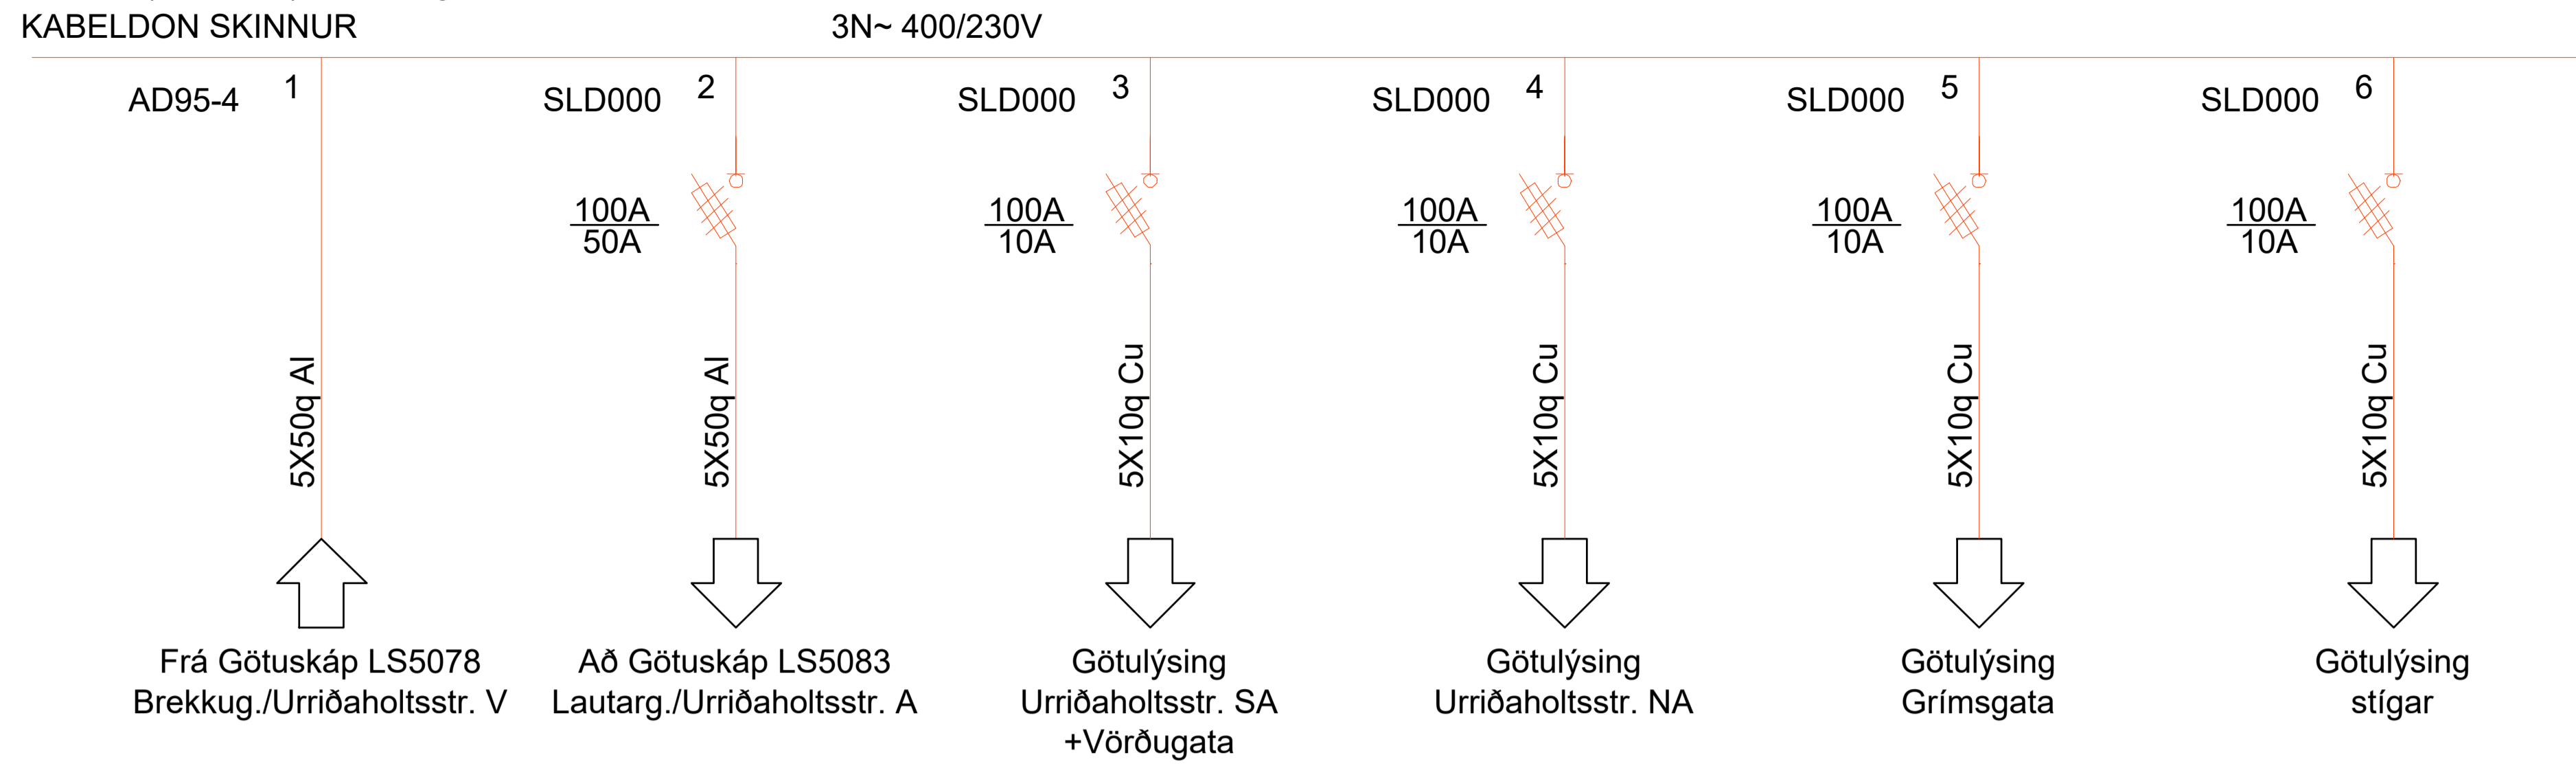 KABELDON SKINNUR
3N~ 400/230V
AD95-4 1
SLD000 2
SLD000 3
SLD000 4
SLD000 5
SLD000 6
100A
50A
100A
10A
100A
10A
100A
10A
100A
10A
5X50q Al
5X50q Al
5X10q Cu
5X10q Cu
5X10q Cu
5X10q Cu
Frá Götuskáp LS5078
Brekkug./Urriðaholtsstr. V
Að Götuskáp LS5083
Lautarg./Urriðaholtsstr. A
Götulýsing
Urriðaholtsstr. SA
+Vörðugata
Götulýsing
Urriðaholtsstr. NA
Götulýsing
Grímsgata
Götulýsing
stígar